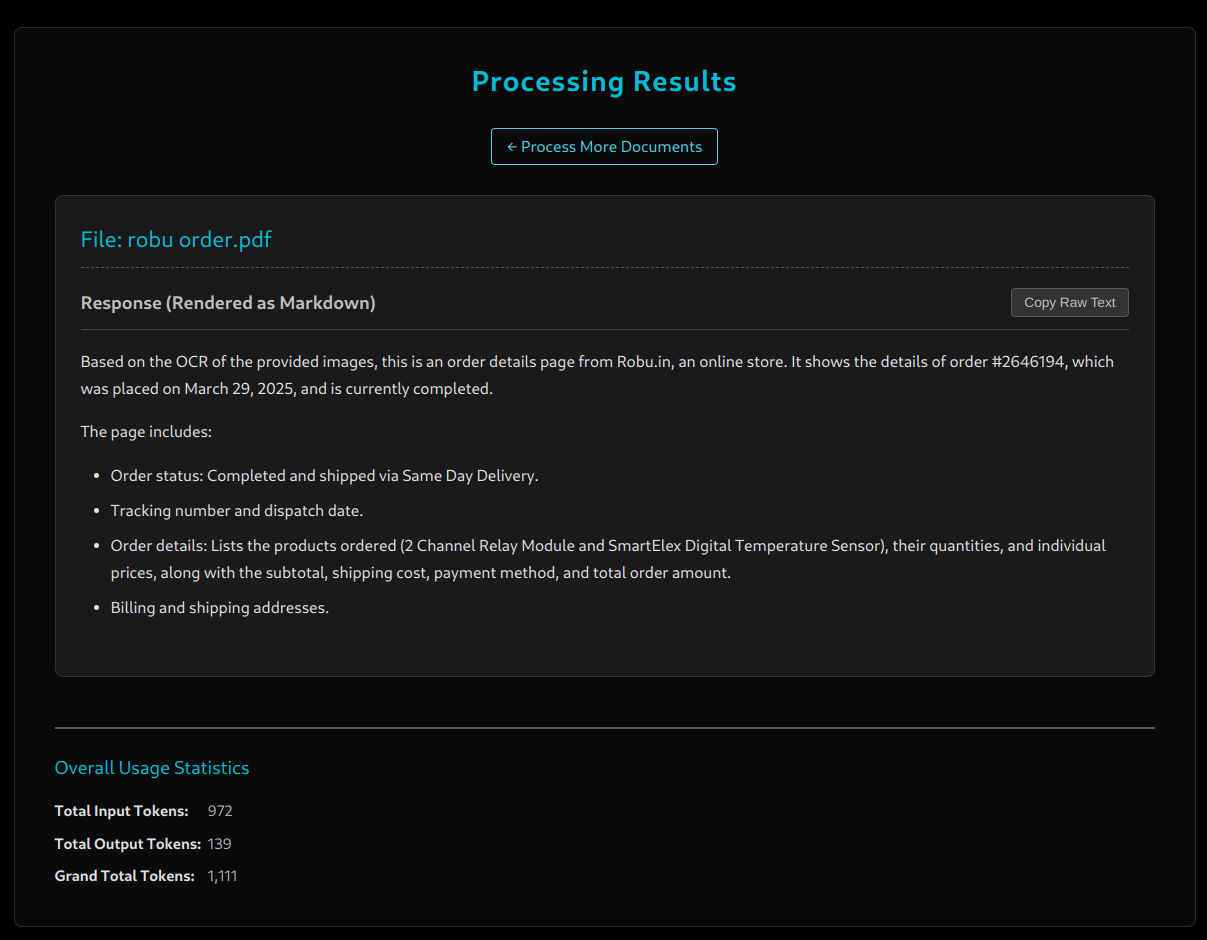 Processing Results
← Process More Documents
File: robu order.pdf
Response (Rendered as Markdown)
Copy Raw Text
Based on the OCR of the provided images, this is an order details page from Robu.in, an online store. It shows the details of order #2646194, which
was placed on March 29, 2025, and is currently completed.
The page includes:
• Order status: Completed and shipped via Same Day Delivery.
• Tracking number and dispatch date.
• Order details: Lists the products ordered (2 Channel Relay Module and SmartElex Digital Temperature Sensor), their quantities, and individual
prices, along with the subtotal, shipping cost, payment method, and total order amount.
• Billing and shipping addresses.
Overall Usage Statistics
Total Input Tokens: 972
Total Output Tokens: 139
Grand Total Tokens: 1,111